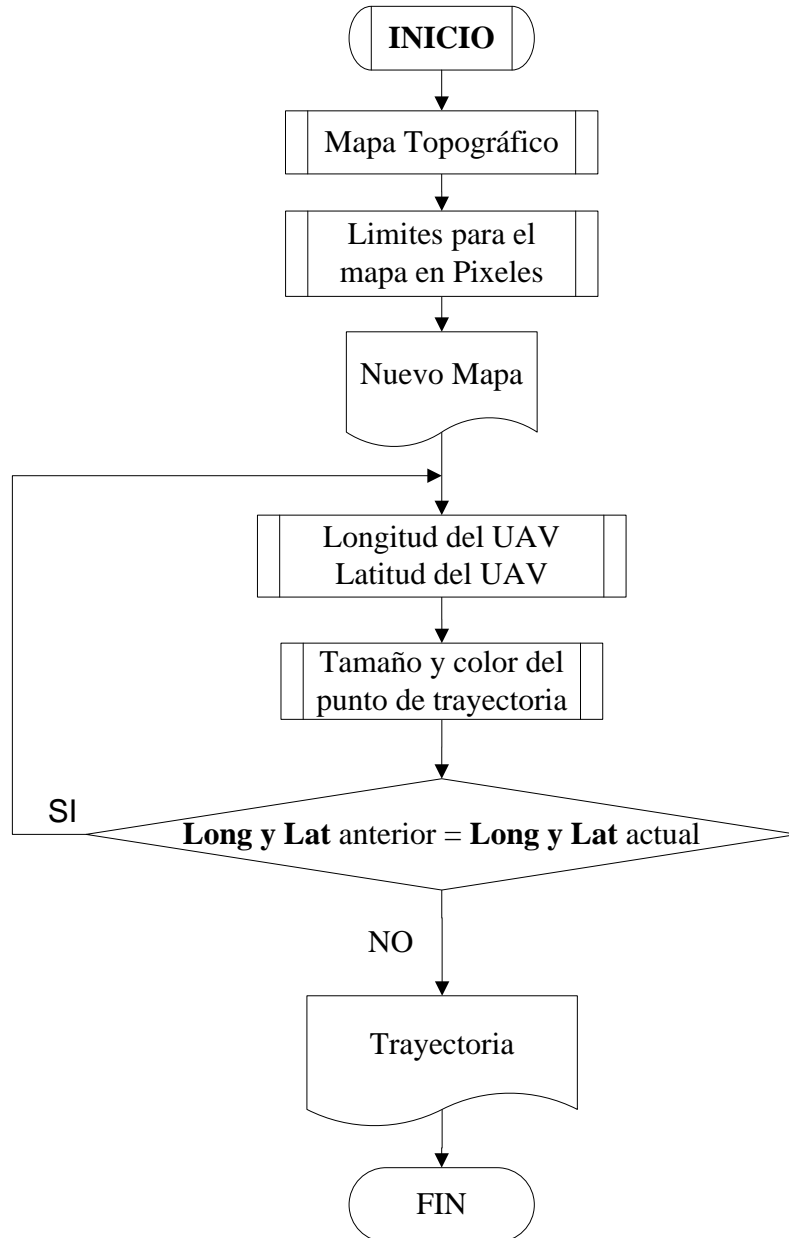 INICIO
Mapa Topográfico
Limites para el
mapa en Pixeles
Nuevo Mapa
Longitud del UAV
Latitud del UAV
Tamaño y color del
punto de trayectoria
SI
Long y Lat anterior = Long y Lat actual
NO
Trayectoria
FIN